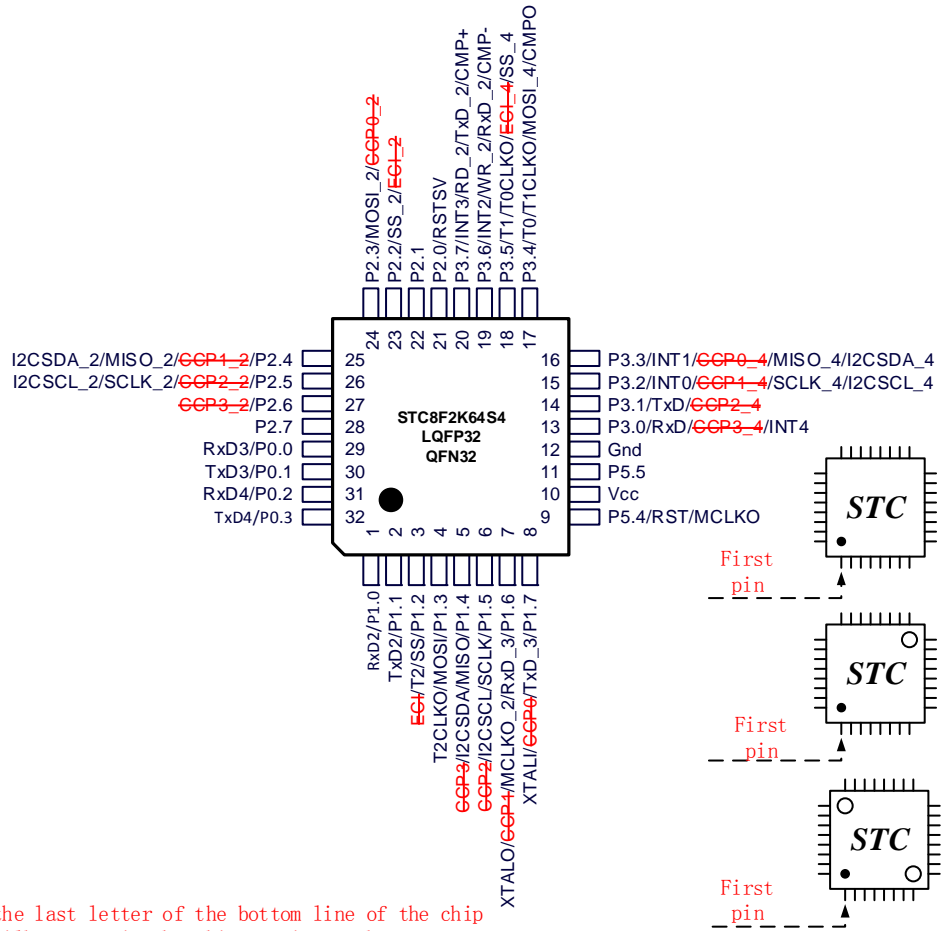 P2.3/MOSI_2/CCP0_2
P2.2/SS_2/ECI_2
P2.1
P2.0/RSTSV
P3.7/INT3/RD_2/TxD_2/CMP+
P3.6/INT2/WR_2/RxD_2/CMP-
P3.5/T1/T0CLKO/ECI_4/SS_4
P3.4/T0/T1CLKO/MOSI_4/CMPO
24 23 22 21 20 19 18 17
I2CSDA_2/MISO_2/CCP1_2/P2.4 25
I2CSCL_2/SCLK_2/CCP2_2/P2.5 26
CCP3_2/P2.6 27
P2.7 28
RxD3/P0.0 29
TxD3/P0.1 30
RxD4/P0.2 31
TxD4/P0.3 32
STC8F2K64S4
LQFP32
QFN32
16 P3.3/INT1/CCP0_4/MISO_4/I2CSDA_4
15 P3.2/INT0/CCP1_4/SCLK_4/I2CSCL_4
14 P3.1/TxD/CCP2_4
13 P3.0/RxD/CCP3_4/INT4
12 Gnd
11 P5.5
10 Vcc
9 P5.4/RST/MCLKO
1 2 3 4 5 6 7 8
RxD2/P1.0
TxD2/P1.1
ECI/T2/SS/P1.2
T2CLKO/MOSI/P1.3
CCP3/I2CSDA/MISO/P1.4
CCP2/I2CSCL/SCLK/P1.5
XTALO/CCP1/MCLKO_2/RxD_3/P1.6
XTALI/CCP0/TxD_3/P1.7
STC
First
pin
STC
First
pin
STC
First
pin
the last letter of the bottom line of the chip